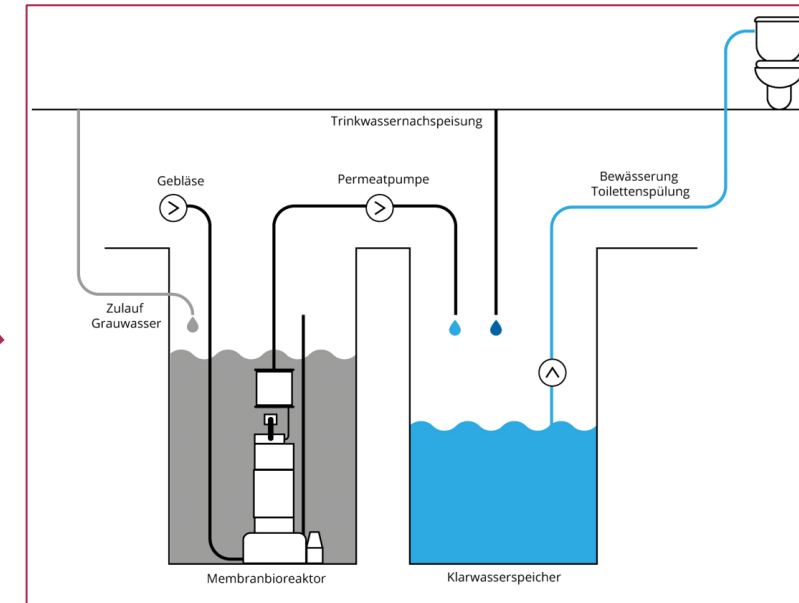 Trinkwassernachspeisung
Gebläse
Permeatpumpe
Bewässerung
Toilettenspülung
Zulauf
Grauwasser
Membranbioreaktor
Klarwasserspeicher